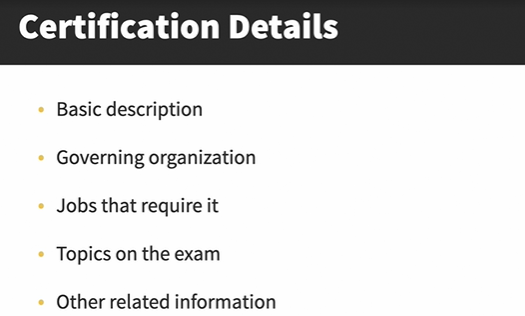 Certification Details
• Basic description
• Governing organization
• Jobs that require it
• Topics on the exam
• Other related information